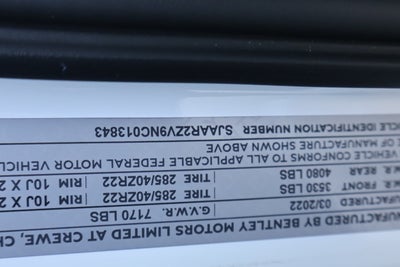 UFACTURED BY BENTLEY MOTORS LIMITED AT CREWE, CH
03/2022 G.V.W.R. 7170 LBS
W.R. FRONT 3530 LBS TIRE 285/40ZR22 RIM 10J X 2
W.R. REAR 4080 LBS TIRE 285/40ZR22 RIM 10J X 2
VEHICLE CONFORMS TO ALL APPLICABLE FEDERAL MOTOR VEHICL
E OF MANUFACTURE SHOWN ABOVE
ICLE IDENTIFICATION NUMBER SJAAR2ZV9NC013843